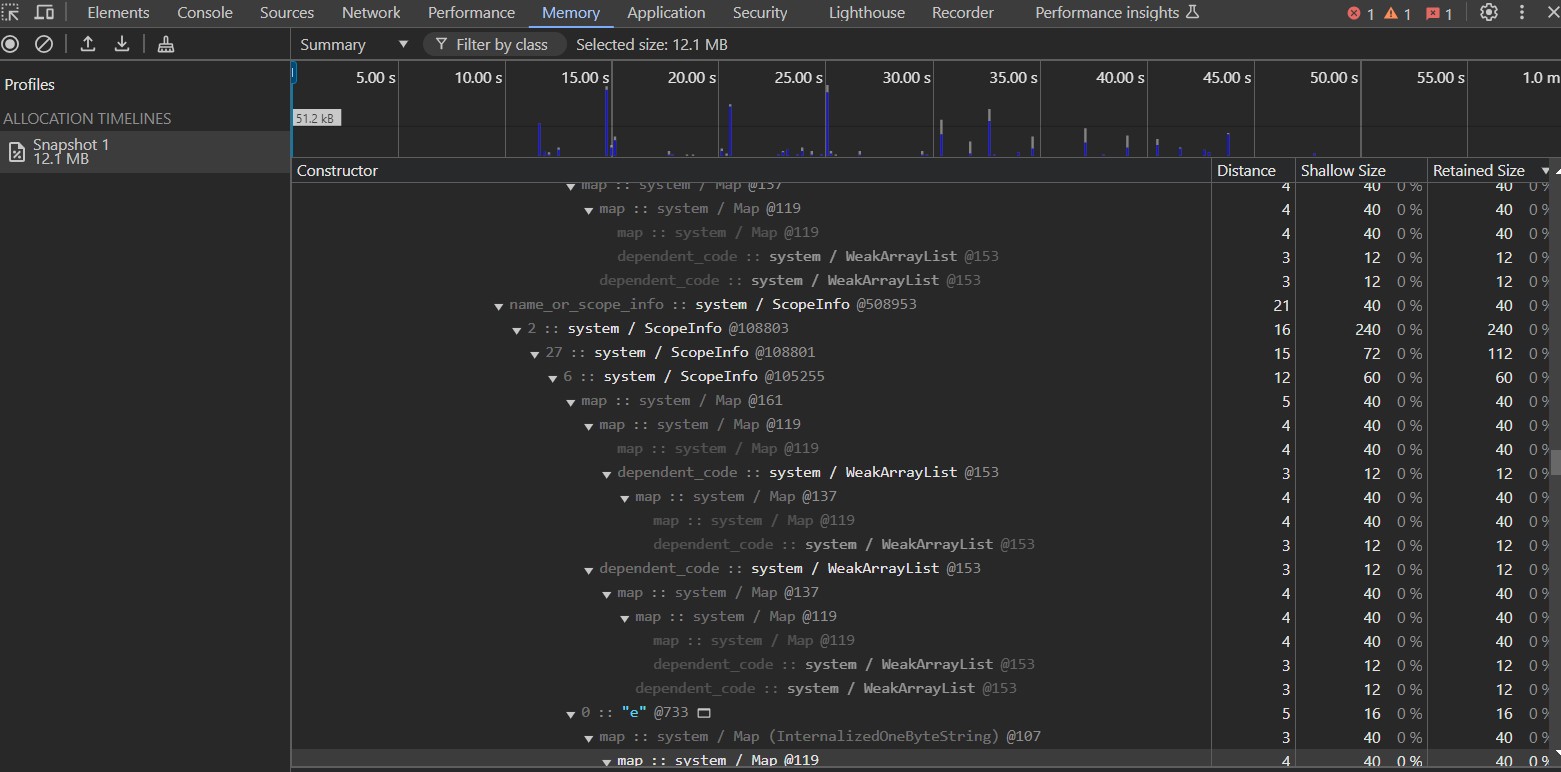 Elements Console Sources Network Performance Memory Application Security Lighthouse Recorder Performance insights 1 1 1
Summary ▼ Filter by class Selected size: 12.1 MB
Profiles
ALLOCATION TIMELINES
Snapshot 1
12.1 MB
5.00 s 10.00 s 15.00 s 20.00 s 25.00 s 30.00 s 35.00 s 40.00 s 45.00 s 50.00 s 55.00 s 1.0 m
51.2 kB
Constructor Distance Shallow Size Retained Size ▼
▼ map :: system / Map @137 4 40 0 % 40 0 %
▼ map :: system / Map @119 4 40 0 % 40 0 %
map :: system / Map @119 4 40 0 % 40 0 %
dependent_code :: system / WeakArrayList @153 3 12 0 % 12 0 %
dependent_code :: system / WeakArrayList @153 3 12 0 % 12 0 %
▼ name_or_scope_info :: system / ScopeInfo @508953 21 40 0 % 40 0 %
▼ 2 :: system / ScopeInfo @108803 16 240 0 % 240 0 %
▼ 27 :: system / ScopeInfo @108801 15 72 0 % 112 0 %
▼ 6 :: system / ScopeInfo @105255 12 60 0 % 60 0 %
▼ map :: system / Map @161 5 40 0 % 40 0 %
▼ map :: system / Map @119 4 40 0 % 40 0 %
map :: system / Map @119 4 40 0 % 40 0 %
▼ dependent_code :: system / WeakArrayList @153 3 12 0 % 12 0 %
▼ map :: system / Map @137 4 40 0 % 40 0 %
map :: system / Map @119 4 40 0 % 40 0 %
dependent_code :: system / WeakArrayList @153 3 12 0 % 12 0 %
▼ dependent_code :: system / WeakArrayList @153 3 12 0 % 12 0 %
▼ map :: system / Map @137 4 40 0 % 40 0 %
▼ map :: system / Map @119 4 40 0 % 40 0 %
map :: system / Map @119 4 40 0 % 40 0 %
dependent_code :: system / WeakArrayList @153 3 12 0 % 12 0 %
dependent_code :: system / WeakArrayList @153 3 12 0 % 12 0 %
▼ 0 :: "e" @733 5 16 0 % 16 0 %
▼ map :: system / Map (InternalizedOneByteString) @107 3 40 0 % 40 0 %
▼ map :: system / Map @119 4 40 0 % 40 0 %